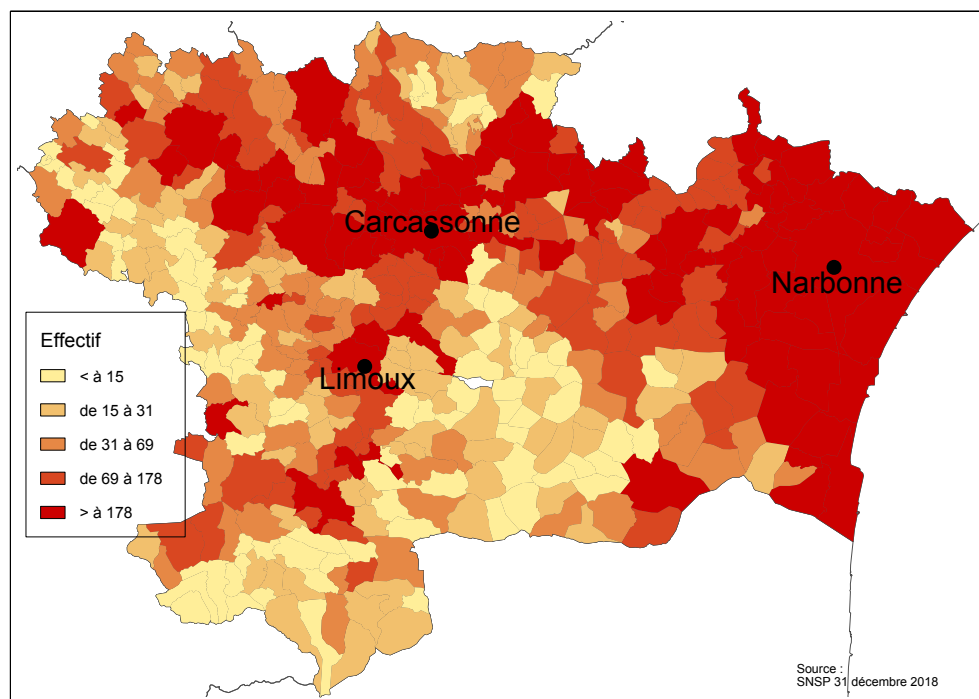 Carcassonne
Narbonne
Limoux
Effectif
< à 15
de 15 à 31
de 31 à 69
de 69 à 178
> à 178
Source :
SNSP 31 décembre 2018